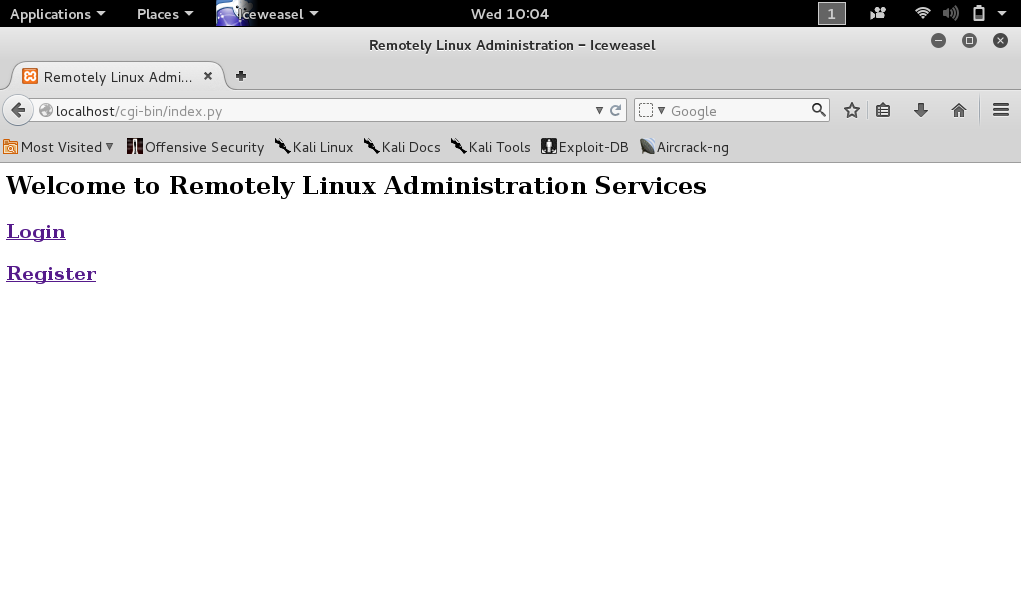 Applications Places Iceweasel Wed 10:04 1
Remotely Linux Administration – Iceweasel
Remotely Linux Admi...
localhost/cgi-bin/index.py Google
Most Visited Offensive Security Kali Linux Kali Docs Kali Tools Exploit-DB Aircrack-ng
Welcome to Remotely Linux Administration Services
Login
Register